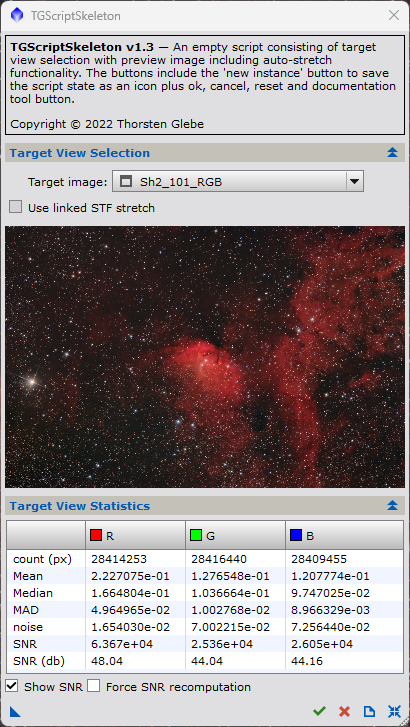 TGScriptSkeleton
TGScriptSkeleton v1.3 — An empty script consisting of target
view selection with preview image including auto-stretch
functionality. The buttons include the 'new instance' button to save
the script state as an icon plus ok, cancel, reset and documentation
tool button.
Copyright © 2022 Thorsten Glebe
Target View Selection
Target image: Sh2_101_RGB
Use linked STF stretch
Target View Statistics
R G B
count (px) 28414253 28416440 28409455
Mean 2.227075e-01 1.276548e-01 1.207774e-01
Median 1.664804e-01 1.036664e-01 9.747025e-02
MAD 4.964965e-02 1.002768e-02 8.966329e-03
noise 1.654030e-02 7.002215e-02 7.256440e-02
SNR 6.367e+04 2.536e+04 2.605e+04
SNR (db) 48.04 44.04 44.16
Show SNR Force SNR recomputation